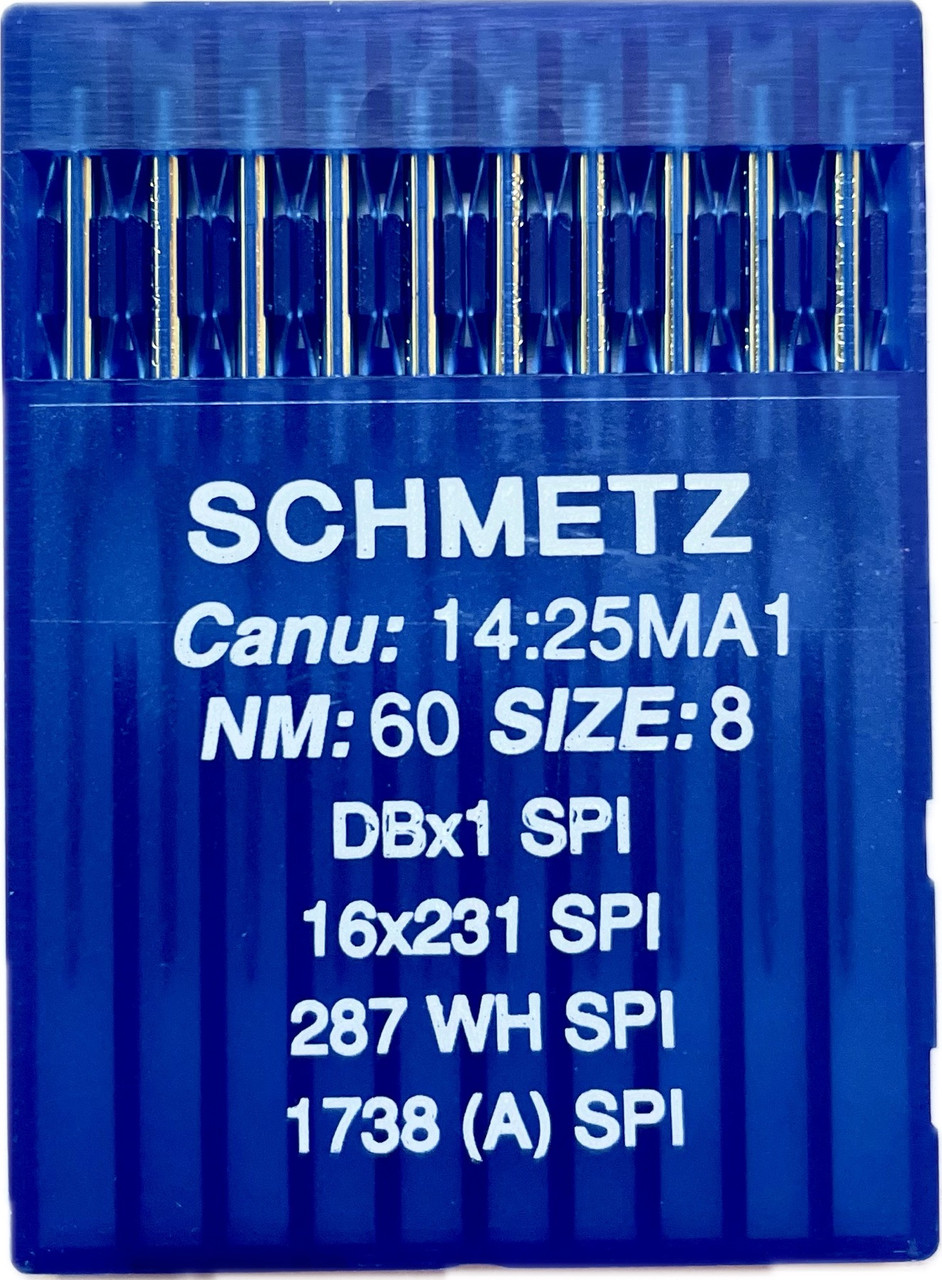 SCHMETZ
Canu: 14:25MA1
NM: 60 SIZE: 8
DBx1 SPI
16x231 SPI
287 WH SPI
1738 (A) SPI